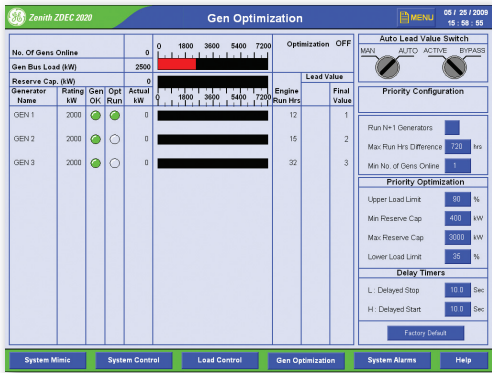 Zenith ZDEC 2020
Gen Optimization
MENU
05 / 25 / 2009
15 : 58 : 55
No. Of Gens Online 0
Gen Bus Load (kW) 2500
Reserve Cap. (kW) 0
0 1800 3600 5400 7200
Optimization OFF
Lead Value
Generator Name
Rating kW
Gen OK
Opt Run
Actual kW
0 1800 3600 5400 7200
Engine Run Hrs
Final Value
GEN 1 2000 0 12 1
GEN 2 2000 0 15 2
GEN 3 2000 0 32 3
Auto Lead Value Switch
MAN AUTO ACTIVE BYPASS
Priority Configuration
Run N+1 Generators
Max Run Hrs Difference 720 hrs
Min No. of Gens Online 1
Priority Optimization
Upper Load Limit 90 %
Min Reserve Cap 400 kW
Max Reserve Cap 3000 kW
Lower Load Limit 35 %
Delay Timers
L : Delayed Stop 10.0 Sec
H : Delayed Start 10.0 Sec
Factory Default
System Mimic System Control Load Control Gen Optimization System Alarms Help